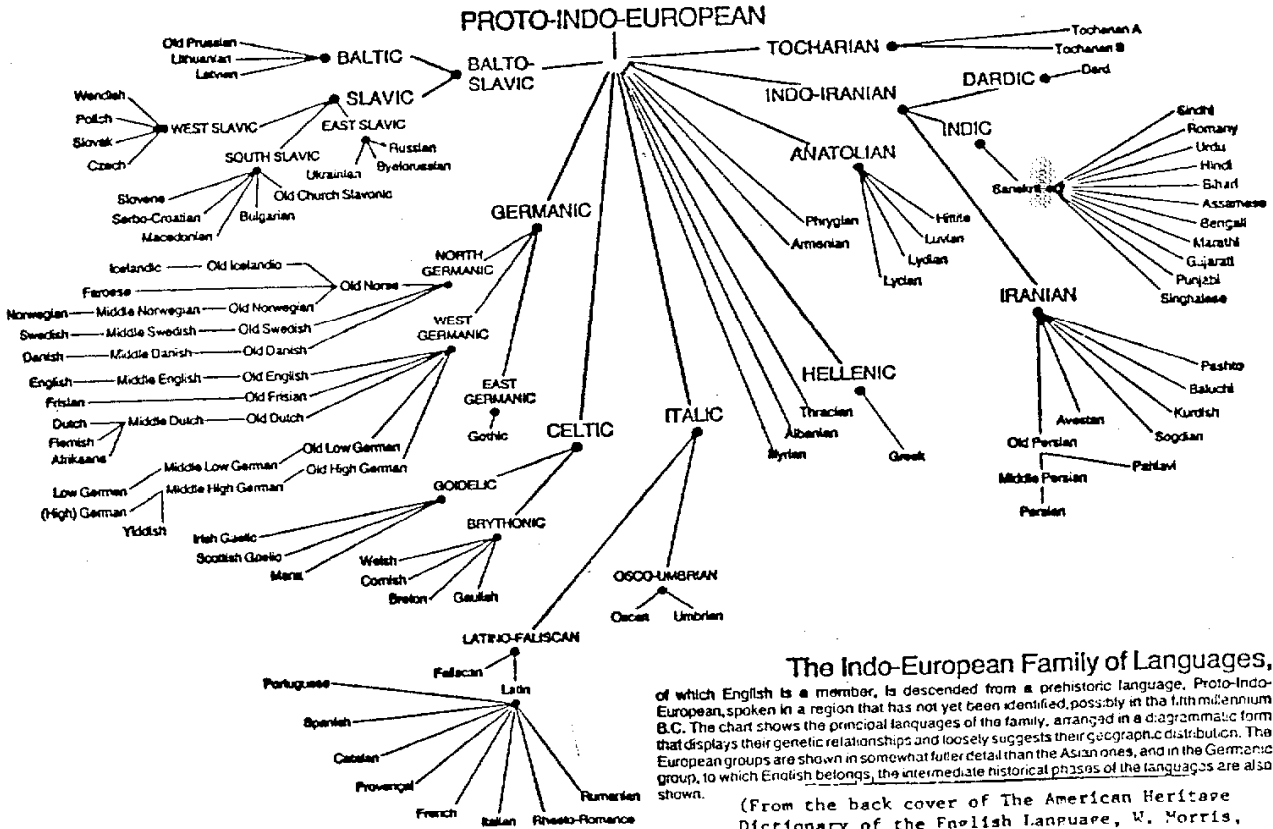 PROTO-INDO-EUROPEAN
Old Prussian
Lithuanian
Latvian
BALTIC
BALTO-
SLAVIC
SLAVIC
Wendish
Polish
Slovak
Czech
WEST SLAVIC
EAST SLAVIC
Russian
Byelorussian
Ukrainian
SOUTH SLAVIC
Old Church Slavonic
Slovene
Serbo-Croatian
Macedonian
Bulgarian
TOCHARIAN
Tocharian A
Tocharian B
INDO-IRANIAN
DARDIC
Dard
INDIC
Sanskrit
Sindhi
Romany
Urdu
Hindi
Bihari
Assamese
Bengali
Marathi
Gujarati
Punjabi
Singhalese
ANATOLIAN
Hittite
Luvian
Lydian
Lycian
Phrygian
Armenian
IRANIAN
Pashto
Baluchi
Kurdish
Sogdian
Avestan
Old Persian
Pahlavi
Middle Persian
Persian
GERMANIC
NORTH
GERMANIC
Icelandic Old Icelandic
Faroese Old Norse
Norwegian Middle Norwegian Old Norwegian
Swedish Middle Swedish Old Swedish
Danish Middle Danish Old Danish
WEST
GERMANIC
English Middle English Old English
Frisian Old Frisian
Dutch Middle Dutch Old Dutch
Flemish
Afrikaans
Old Low German
Middle Low German
Low German
Old High German
Middle High German
(High) German
Yiddish
EAST
GERMANIC
Gothic
CELTIC
GOIDELIC
Irish Gaelic
Scottish Gaelic
Manx
BRYTHONIC
Welsh
Cornish
Breton
Gaulish
ITALIC
OSCO-UMBRIAN
Oscan
Umbrian
LATINO-FALISCAN
Faliscan
Latin
Portuguese
Spanish
Catalan
Provençal
French
Italian
Rhaeto-Romance
Rumanian
HELLENIC
Greek
Thracian
Albanian
Illyrian
The Indo-European Family of Languages,
of which English is a member, is descended from a prehistoric language, Proto-Indo-
European, spoken in a region that has not yet been identified, possibly in the fifth millennium
B.C. The chart shows the principal languages of the family, arranged in a diagrammatic form
that displays their genetic relationships and loosely suggests their geographic distribution. The
European groups are shown in somewhat fuller detail than the Asian ones, and in the Germanic
group, to which English belongs, the intermediate historical phases of the languages are also
shown.
(From the back cover of The American Heritage
Dictionary of the English Language, W. Morris,